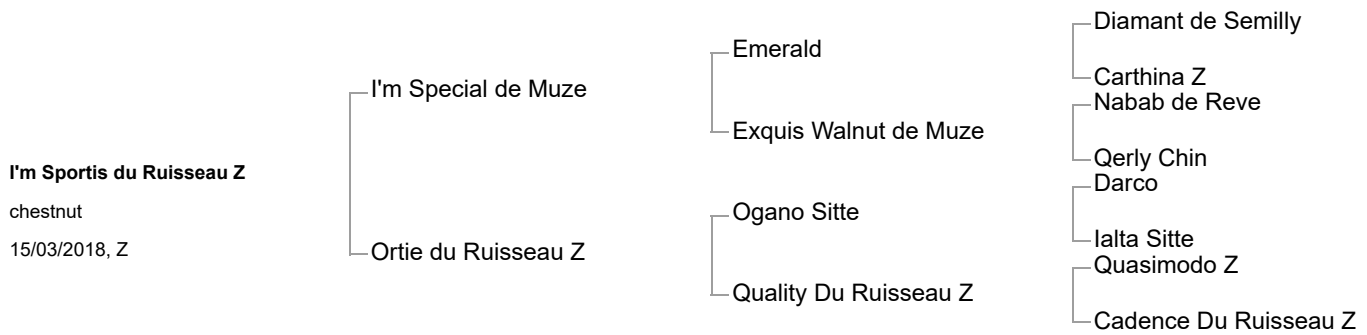 I'm Sportis du Ruisseau Z
chestnut
15/03/2018, Z
I'm Special de Muze
Ortie du Ruisseau Z
Emerald
Exquis Walnut de Muze
Ogano Sitte
Quality Du Ruisseau Z
Diamant de Semilly
Carthina Z
Nabab de Reve
Qerly Chin
Darco
Ialta Sitte
Quasimodo Z
Cadence Du Ruisseau Z